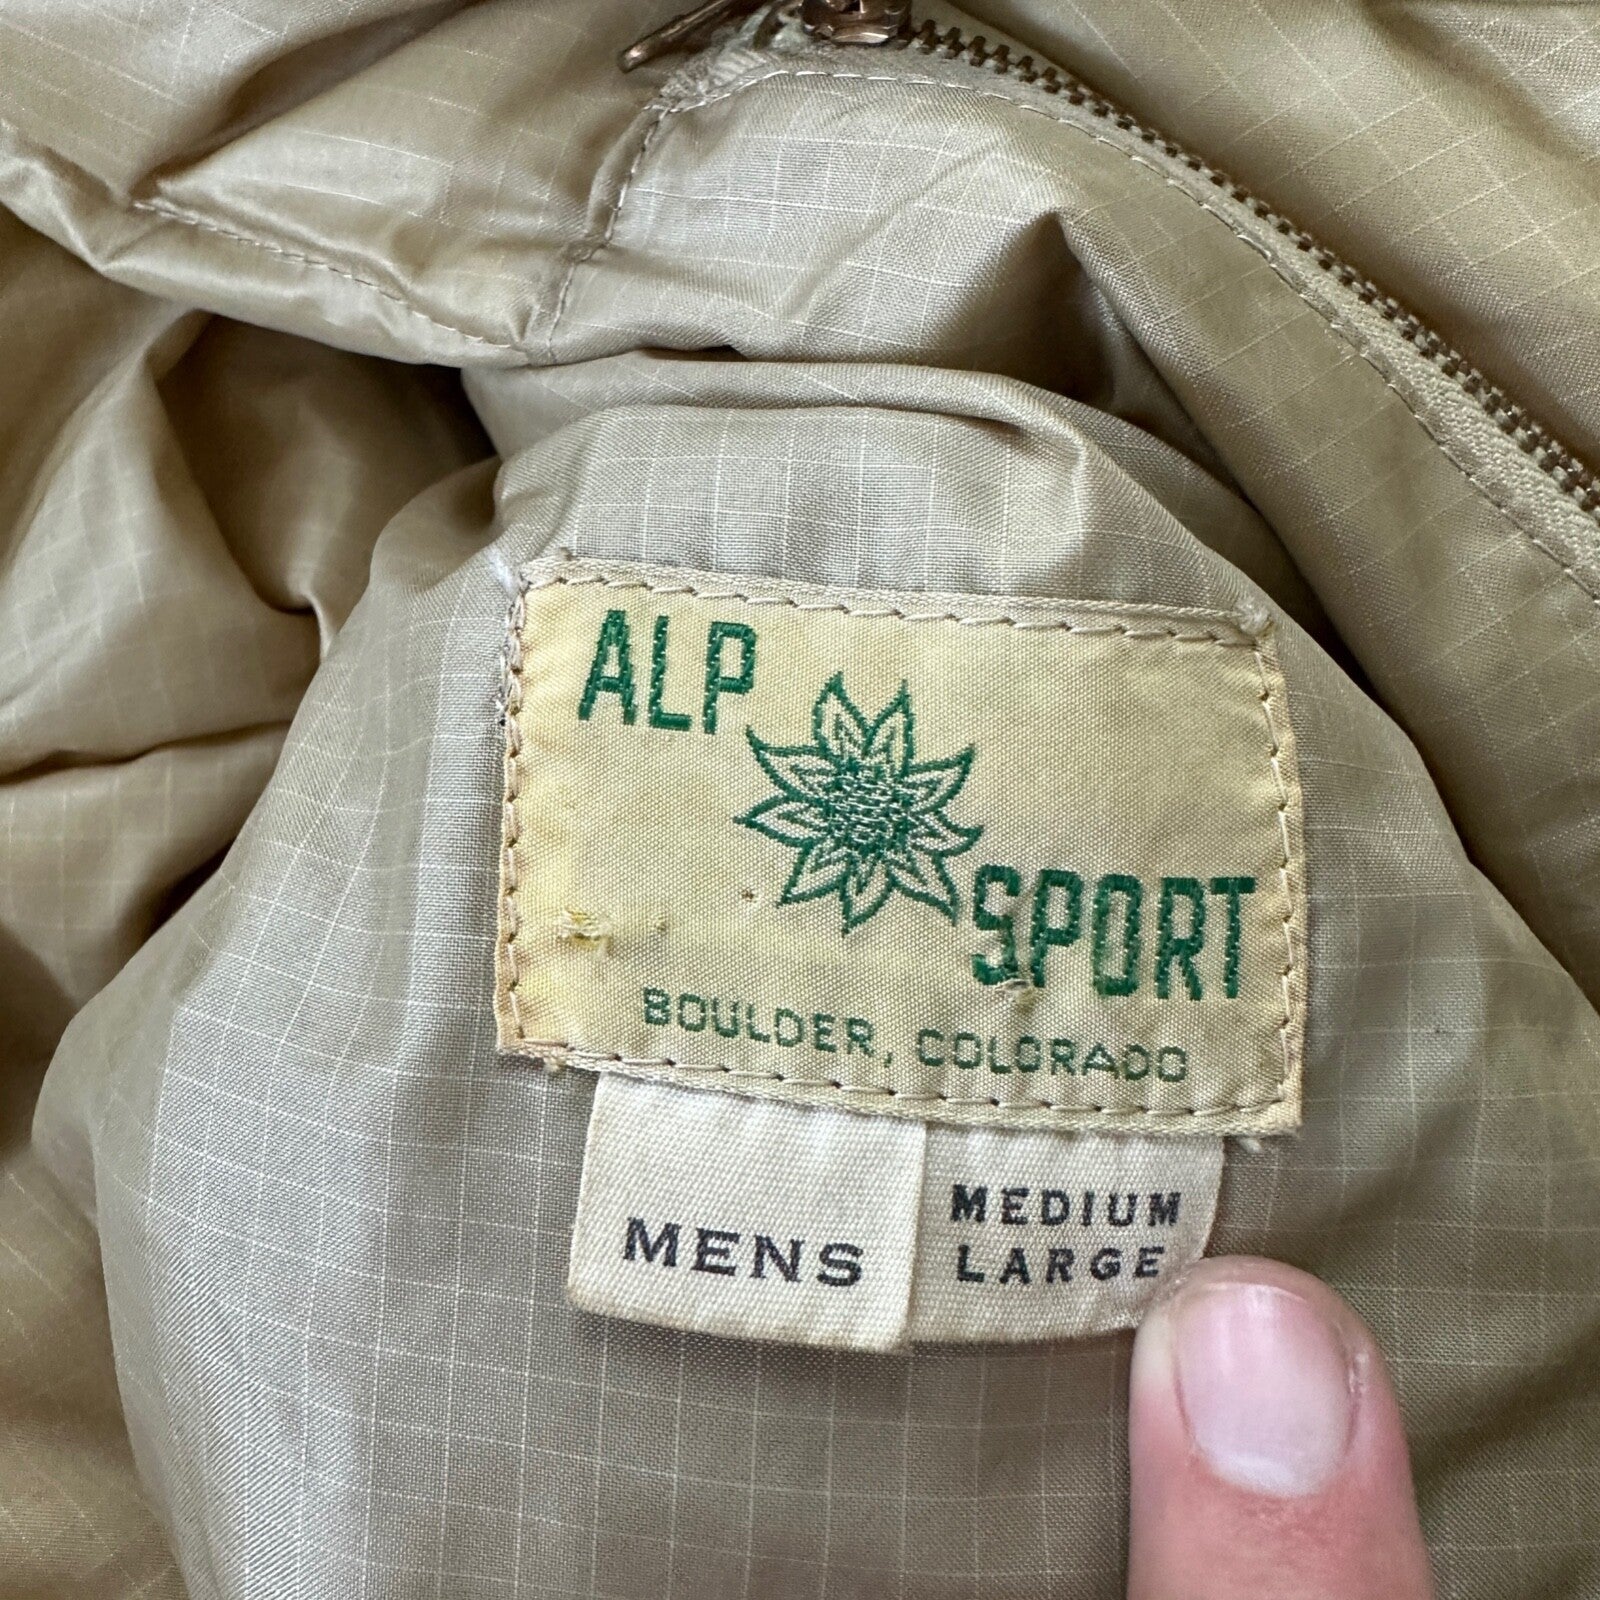 ALP
SPORT
BOULDER, COLORADO
MENS
MEDIUM
LARGE